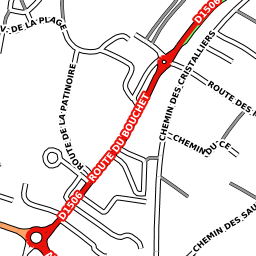 V. DE LA PLAGE
D1506
CHEMIN DES CRISTALLIERS
ROUTE DE LA PATINOIRE
ROUTE DES
ROUTE DU BOUCHET
CHEMIN DU CE
D1506
CHEMIN DES SAU